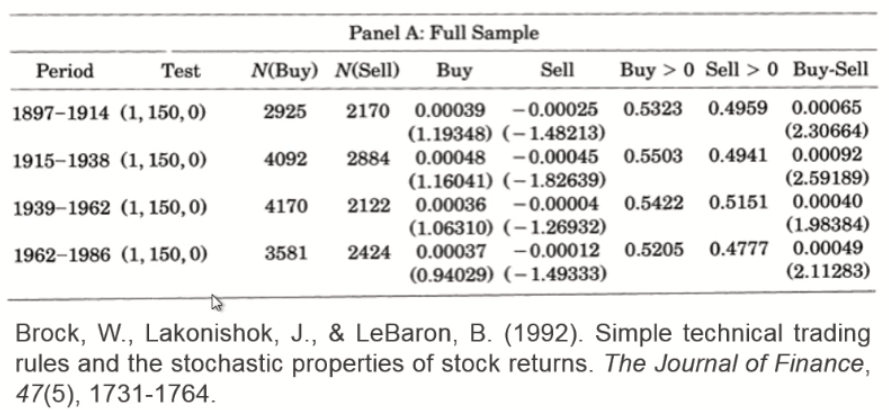 Panel A: Full Sample
Period Test N(Buy) N(Sell) Buy Sell Buy > 0 Sell > 0 Buy-Sell
1897–1914 (1, 150, 0) 2925 2170 0.00039 −0.00025 0.5323 0.4959 0.00065
(1.19348) (−1.48213) (2.30664)
1915–1938 (1, 150, 0) 4092 2884 0.00048 −0.00045 0.5503 0.4941 0.00092
(1.16041) (−1.82639) (2.59189)
1939–1962 (1, 150, 0) 4170 2122 0.00036 −0.00004 0.5422 0.5151 0.00040
(1.06310) (−1.26932) (1.98384)
1962–1986 (1, 150, 0) 3581 2424 0.00037 −0.00012 0.5205 0.4777 0.00049
(0.94029) (−1.49333) (2.11283)
Brock, W., Lakonishok, J., & LeBaron, B. (1992). Simple technical trading
rules and the stochastic properties of stock returns. The Journal of Finance,
47(5), 1731-1764.